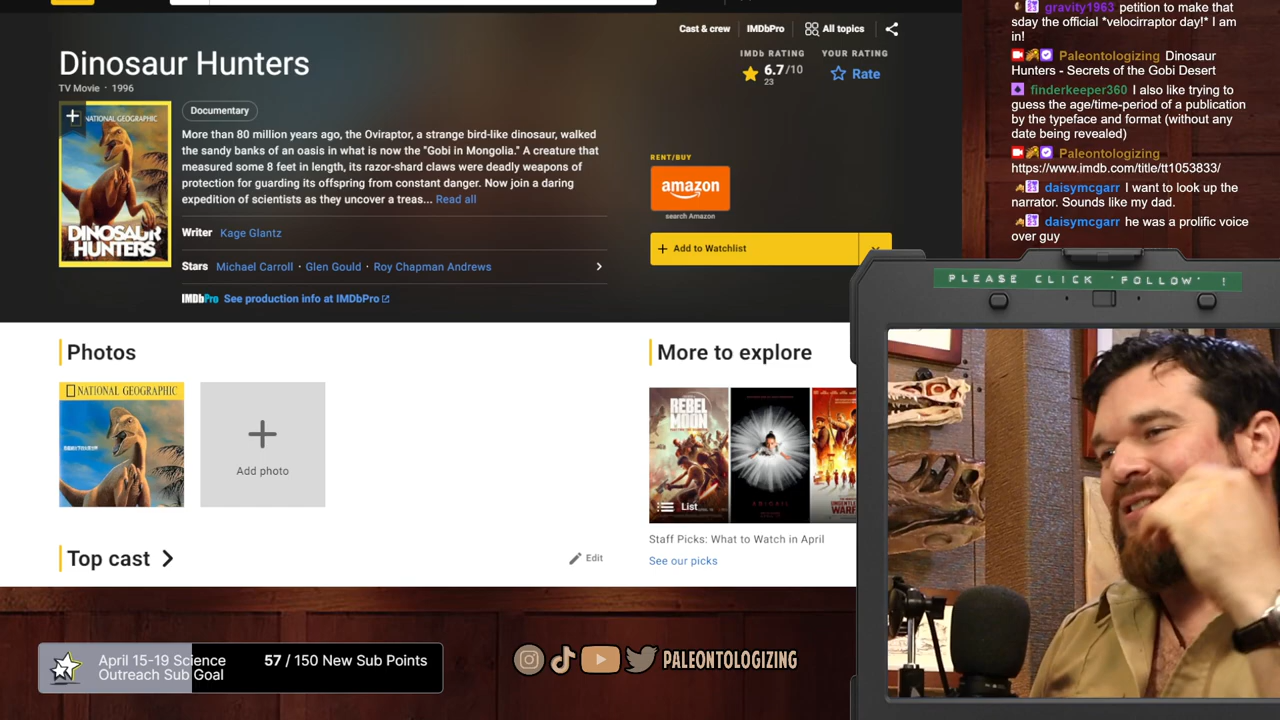 Cast & crew
IMDbPro
All topics
Dinosaur Hunters
TV Movie · 1996
IMDb RATING
6.7/10
23
YOUR RATING
Rate
NATIONAL GEOGRAPHIC
DINOSAUR
HUNTERS
Documentary
More than 80 million years ago, the Oviraptor, a strange bird-like dinosaur, walked
the sandy banks of an oasis in what is now the "Gobi in Mongolia." A creature that
measured some 8 feet in length, its razor-shard claws were deadly weapons of
protection for guarding its offspring from constant danger. Now join a daring
expedition of scientists as they uncover a treas... Read all
Writer Kage Glantz
Stars Michael Carroll · Glen Gould · Roy Chapman Andrews
IMDbPro See production info at IMDbPro
RENT/BUY
amazon
search Amazon
+ Add to Watchlist
Photos
NATIONAL GEOGRAPHIC
Add photo
More to explore
REBEL
MOON
List
Staff Picks: What to Watch in April
See our picks
Top cast
Edit
gravity1963 petition to make that
sday the official *velocirraptor day!* I am
in!
Paleontologizing Dinosaur
Hunters - Secrets of the Gobi Desert
finderkeeper360 I also like trying to
guess the age/time-period of a publication
by the typeface and format (without any
date being revealed)
Paleontologizing
https://www.imdb.com/title/tt1053833/
daisymcgarr I want to look up the
narrator. Sounds like my dad.
daisymcgarr he was a prolific voice
over guy
PLEASE CLICK 'FOLLOW' !
April 15-19 Science
Outreach Sub Goal
57 / 150 New Sub Points
PALEONTOLOGIZING